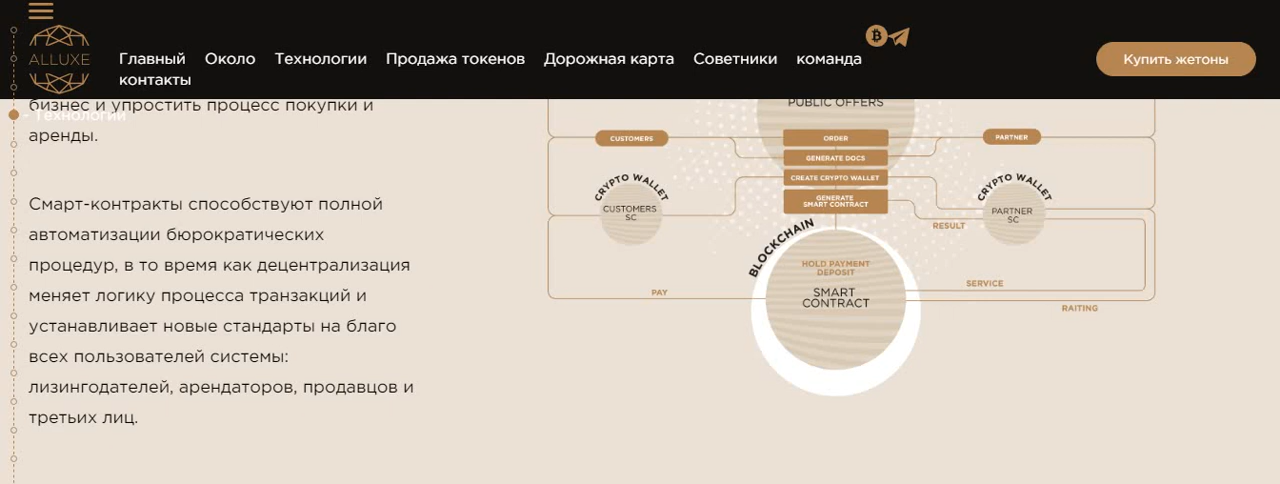 ALLUXE
Главный Около Технологии Продажа токенов Дорожная карта Советники команда
контакты
Купить жетоны
бизнес и упростить процесс покупки и
- Технологии
аренды.
Смарт-контракты способствуют полной
автоматизации бюрократических
процедур, в то время как децентрализация
меняет логику процесса транзакций и
устанавливает новые стандарты на благо
всех пользователей системы:
лизингодателей, арендаторов, продавцов и
третьих лиц.
PUBLIC OFFERS
CUSTOMERS
ORDER
PARTNER
GENERATE DOCS
CREATE CRYPTO WALLET
GENERATE
SMART CONTRACT
CRYPTO WALLET
CUSTOMERS
SC
CRYPTO WALLET
PARTNER
SC
RESULT
BLOCKCHAIN
HOLD PAYMENT
DEPOSIT
SMART
CONTRACT
PAY
SERVICE
RAITING